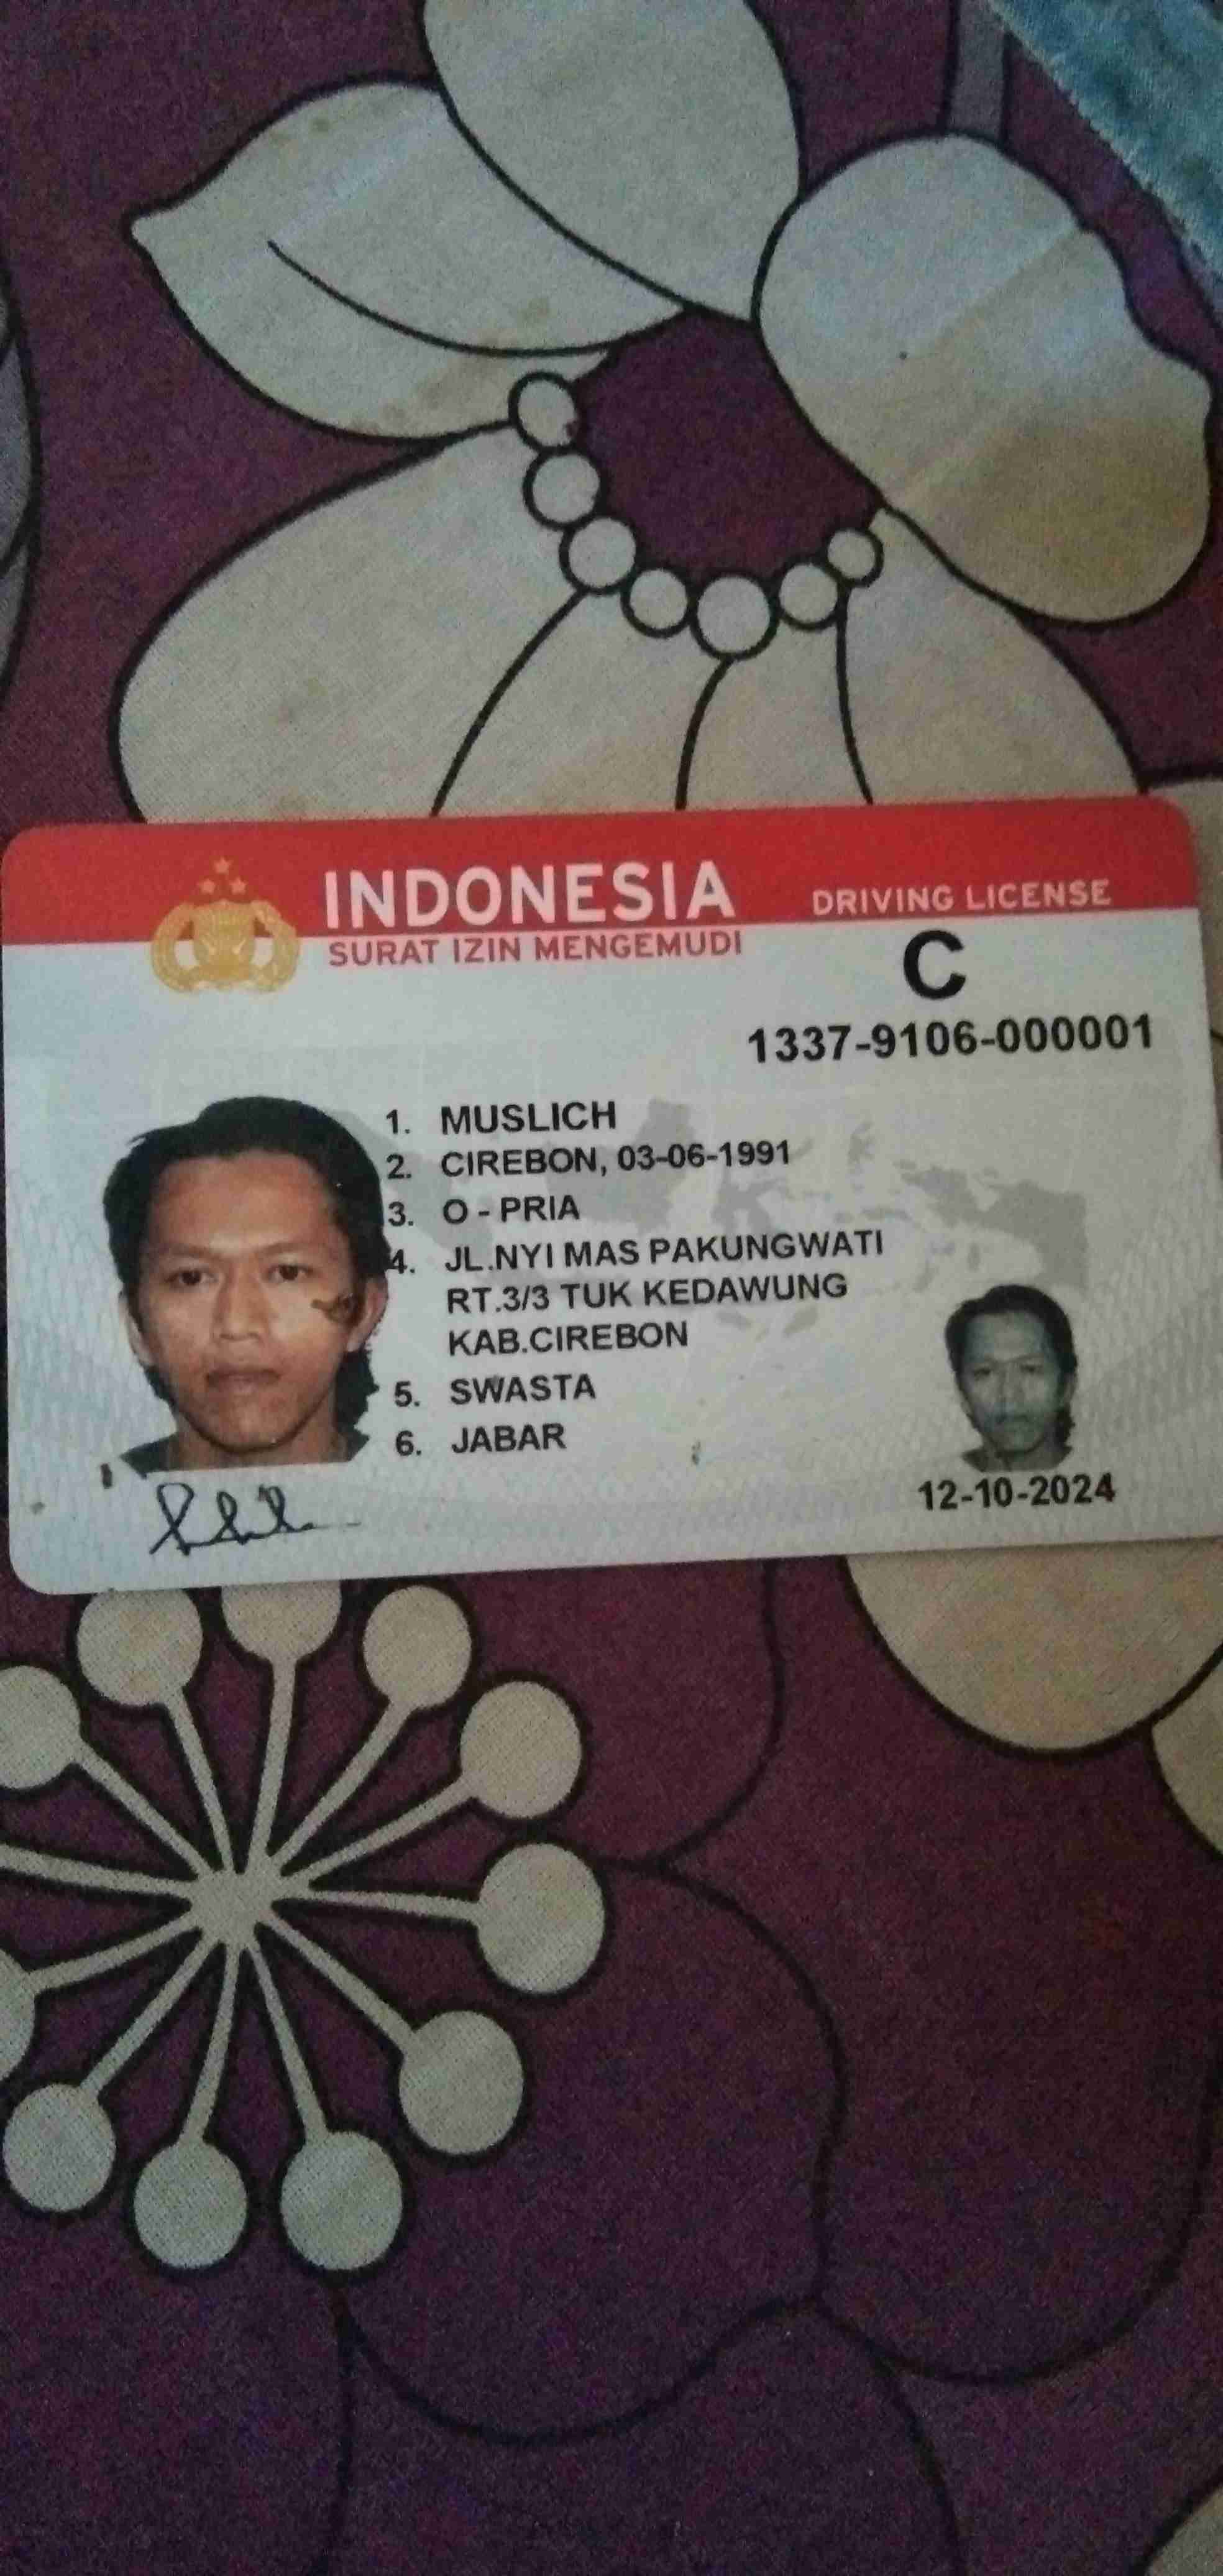 INDONESIA
DRIVING LICENSE
SURAT IZIN MENGEMUDI
C
1337-9106-000001
1. MUSLICH
2. CIREBON, 03-06-1991
3. O - PRIA
4. JL.NYI MAS PAKUNGWATI
RT.3/3 TUK KEDAWUNG
KAB.CIREBON
5. SWASTA
6. JABAR
12-10-2024